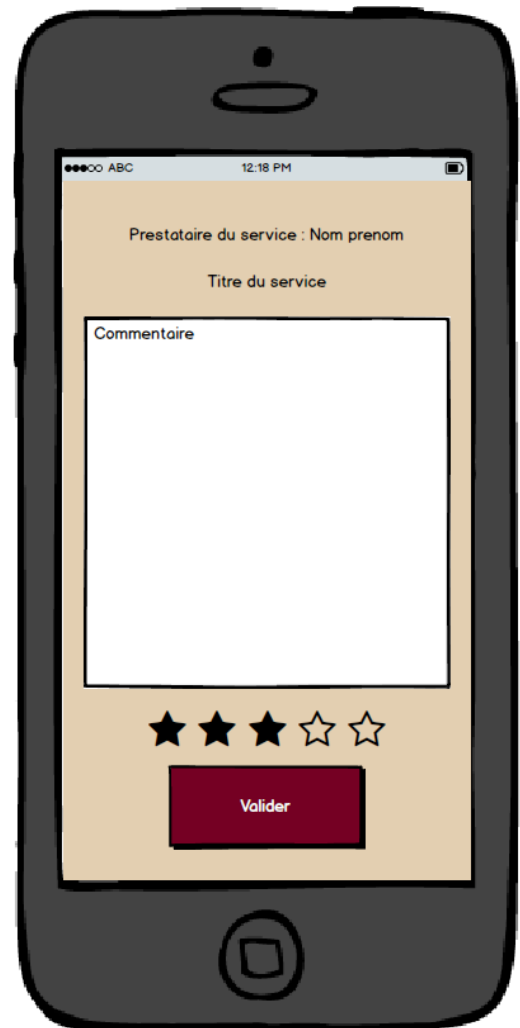 ABC 12:18 PM
Prestataire du service : Nom prenom
Titre du service
Commentaire
Valider